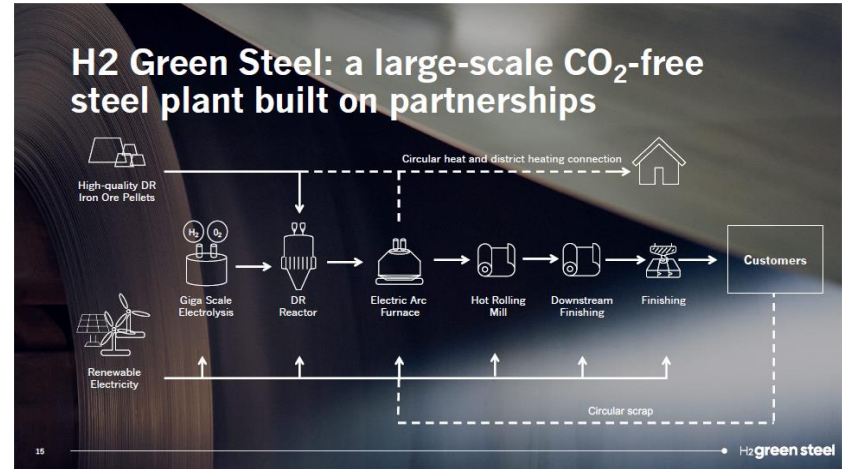 H2 Green Steel: a large-scale CO₂-free
steel plant built on partnerships
High-quality DR
Iron Ore Pellets
Circular heat and district heating connection
H₂ O₂
Giga Scale
Electrolysis
DR
Reactor
Electric Arc
Furnace
Hot Rolling
Mill
Downstream
Finishing
Finishing
Customers
Renewable
Electricity
Circular scrap
15
H2green steel